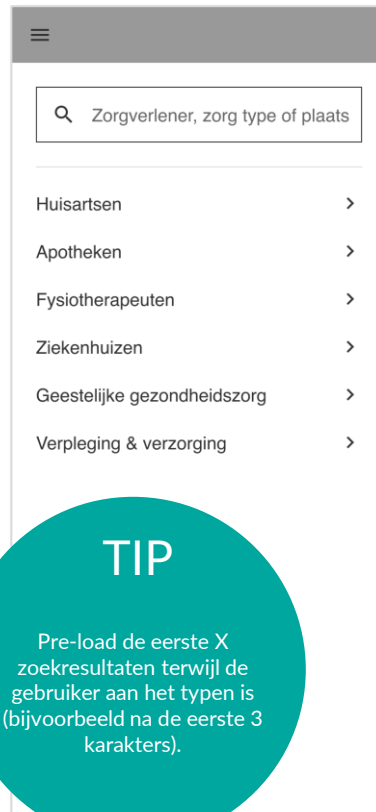 Zorgverlener, zorg type of plaats
Huisartsen
Apotheken
Fysiotherapeuten
Ziekenhuizen
Geestelijke gezondheidszorg
Verpleging & verzorging
TIP
Pre-load de eerste X
zoekresultaten terwijl de
gebruiker aan het typen is
(bijvoorbeeld na de eerste 3
karakters).